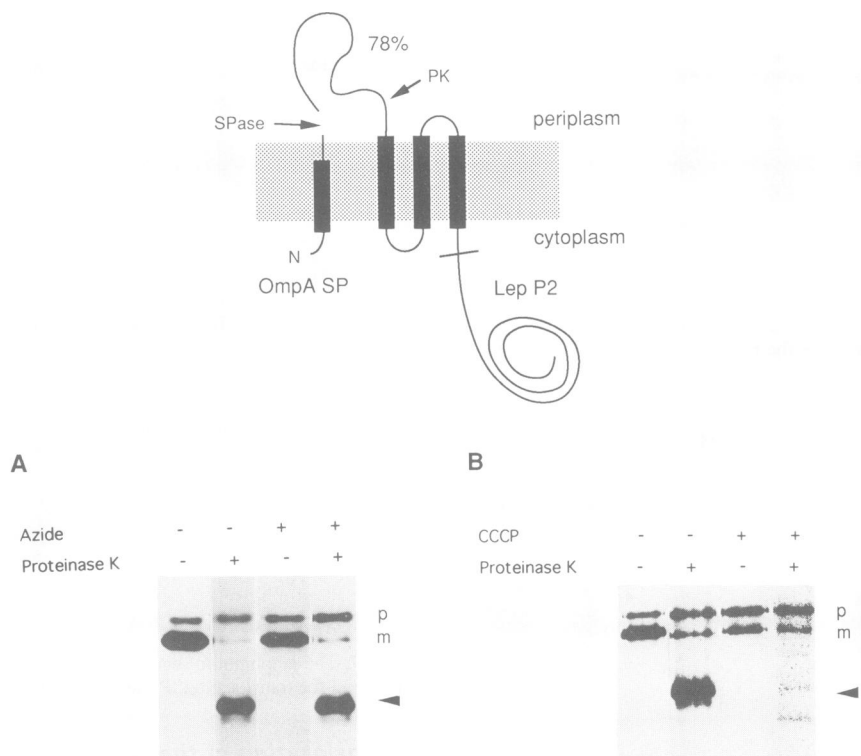 78%
PK
SPase
periplasm
cytoplasm
N
OmpA SP
Lep P2
A
Azide - - + +
Proteinase K - + - +
p
m
B
CCCP - - + +
Proteinase K - + - +
p
m